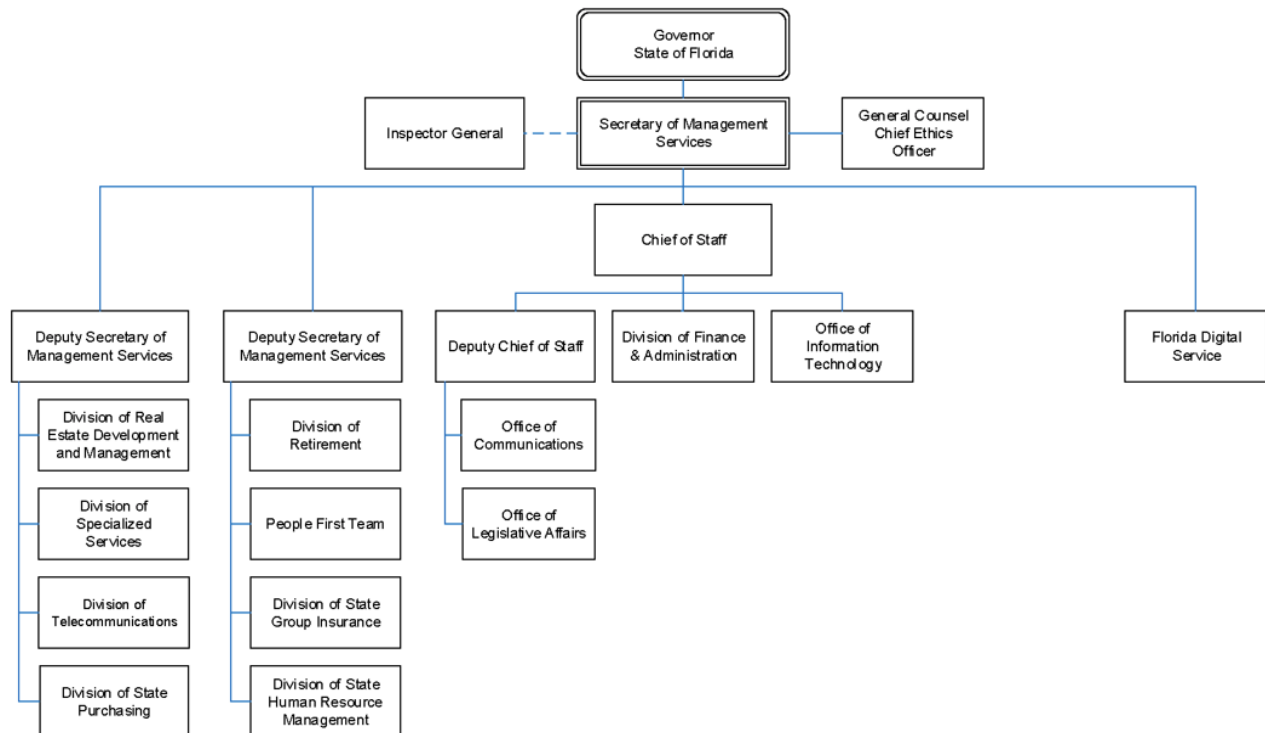 Governor
State of Florida
Inspector General
Secretary of Management
Services
General Counsel
Chief Ethics
Officer
Chief of Staff
Deputy Secretary of
Management Services
Deputy Secretary of
Management Services
Deputy Chief of Staff
Division of Finance
& Administration
Office of
Information
Technology
Florida Digital
Service
Division of Real
Estate Development
and Management
Division of
Specialized
Services
Division of
Telecommunications
Division of State
Purchasing
Division of
Retirement
People First Team
Division of State
Group Insurance
Division of State
Human Resource
Management
Office of
Communications
Office of
Legislative Affairs